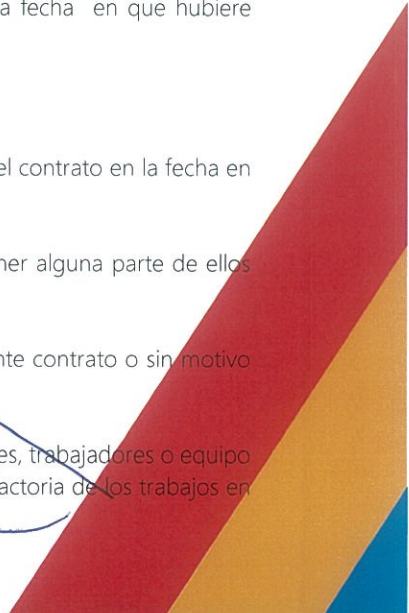 a fecha en que hubiere
el contrato en la fecha en
ner alguna parte de ellos
nte contrato o sin motivo
es, trabajadores o equipo
actoria de los trabajos en